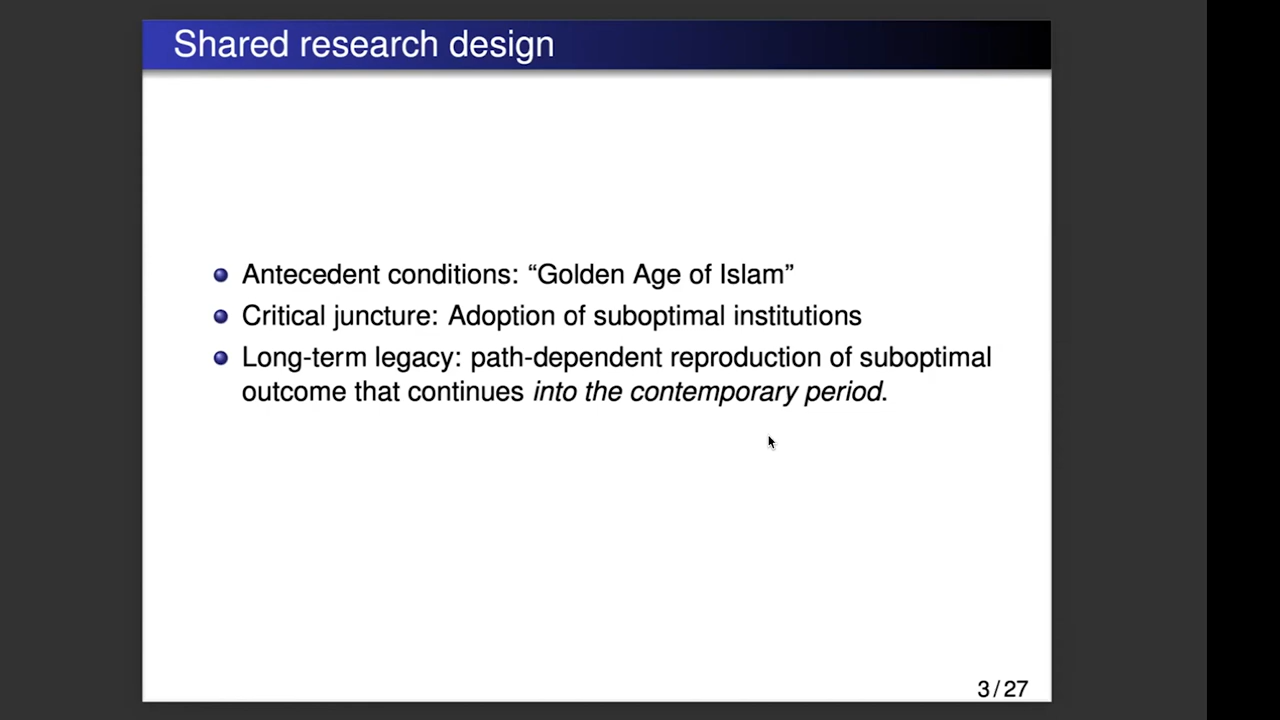 Shared research design
Antecedent conditions: “Golden Age of Islam”
Critical juncture: Adoption of suboptimal institutions
Long-term legacy: path-dependent reproduction of suboptimal
outcome that continues into the contemporary period.
3 / 27